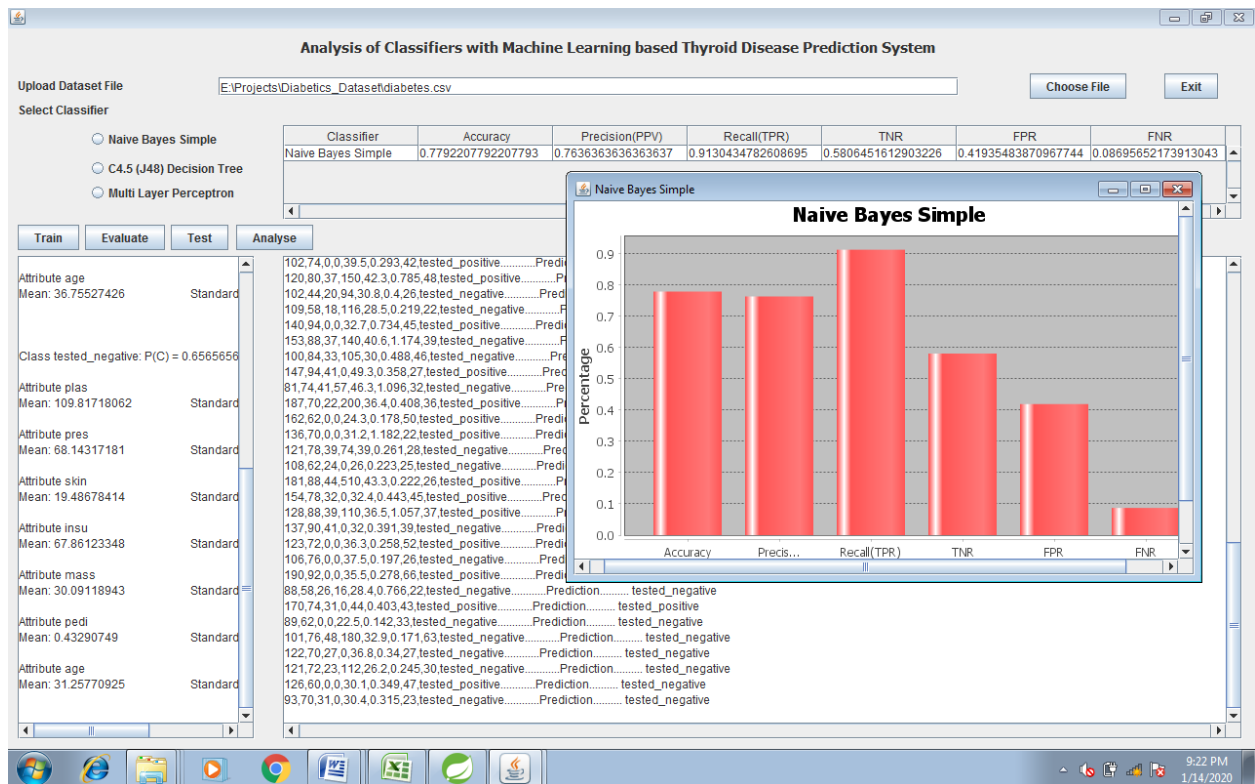 Analysis of Classifiers with Machine Learning based Thyroid Disease Prediction System
Upload Dataset File
E:\Projects\Diabetics_Dataset\diabetes.csv
Choose File
Exit
Select Classifier
Naive Bayes Simple
C4.5 (J48) Decision Tree
Multi Layer Perceptron
Classifier Accuracy Precision(PPV) Recall(TPR) TNR FPR FNR
Naive Bayes Simple 0.7792207792207793 0.7636363636363637 0.9130434782608695 0.5806451612903226 0.41935483870967744 0.08695652173913043
Train Evaluate Test Analyse
Attribute age
Mean: 36.75527426 Standard
Class tested_negative: P(C) = 0.6565656
Attribute plas
Mean: 109.81718062 Standard
Attribute pres
Mean: 68.14317181 Standard
Attribute skin
Mean: 19.48678414 Standard
Attribute insu
Mean: 67.86123348 Standard
Attribute mass
Mean: 30.09118943 Standard
Attribute pedi
Mean: 0.43290749 Standard
Attribute age
Mean: 31.25770925 Standard
102,74,0,0,39.5,0.293,42,tested_positive...........Predi
120,80,37,150,42.3,0.785,48,tested_positive...........P
102,44,20,94,30.8,0.4,26,tested_negative...........Pred
109,58,18,116,28.5,0.219,22,tested_negative...........P
140,94,0,0,32.7,0.734,45,tested_positive...........Predi
153,88,37,140,40.6,1.174,39,tested_negative...........P
100,84,33,105,30,0.488,46,tested_negative...........Pre
147,94,41,0,49.3,0.358,27,tested_positive...........Pred
81,74,41,57,46.3,1.096,32,tested_negative...........Pre
187,70,22,200,36.4,0.408,36,tested_positive...........P
162,62,0,0,24.3,0.178,50,tested_positive...........Predi
136,70,0,0,31.2,1.182,22,tested_positive...........Predi
121,78,39,74,39,0.261,28,tested_negative...........Pred
108,62,24,0,26,0.223,25,tested_negative...........Predi
181,88,44,510,43.3,0.222,26,tested_positive...........P
154,78,32,0,32.4,0.443,45,tested_positive...........Pred
128,88,39,110,36.5,1.057,37,tested_positive...........P
137,90,41,0,32,0.391,39,tested_negative...........Predi
123,72,0,0,36.3,0.258,52,tested_positive...........Predi
106,76,0,0,37.5,0.197,26,tested_negative...........Pred
190,92,0,0,35.5,0.278,66,tested_positive...........Predi
88,58,26,16,28.4,0.766,22,tested_negative...........Prediction.......... tested_negative
170,74,31,0,44,0.403,43,tested_positive...........Prediction.......... tested_positive
89,62,0,0,22.5,0.142,33,tested_negative...........Prediction.......... tested_negative
101,76,48,180,32.9,0.171,63,tested_negative...........Prediction.......... tested_negative
122,70,27,0,36.8,0.34,27,tested_negative...........Prediction.......... tested_negative
121,72,23,112,26.2,0.245,30,tested_negative...........Prediction.......... tested_negative
126,60,0,0,30.1,0.349,47,tested_positive...........Prediction.......... tested_negative
93,70,31,0,30.4,0.315,23,tested_negative...........Prediction.......... tested_negative
Naive Bayes Simple
Naive Bayes Simple
Percentage
0.9
0.8
0.7
0.6
0.5
0.4
0.3
0.2
0.1
0.0
Accuracy Precis... Recall(TPR) TNR FPR FNR
9:22 PM
1/14/2020